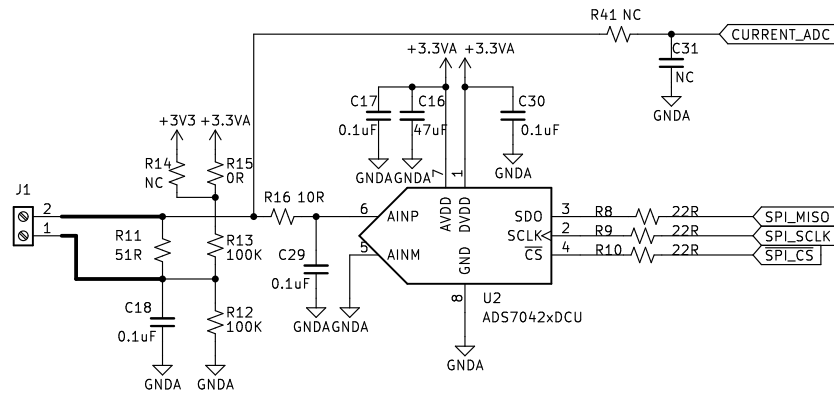 R41 NC
CURRENT_ADC
C31
NC
GNDA
+3.3VA +3.3VA
C17
0.1uF
C16
47uF
C30
0.1uF
GNDA GNDA
GNDA
+3V3 +3.3VA
R14
NC
R15
0R
J1
2
1
R16 10R
R11
51R
R13
100K
C29
0.1uF
C18
0.1uF
R12
100K
GNDA GNDA
GNDA GNDA
7
1
6
5
AINP
AINM
AVDD
DVDD
GND
SDO
SCLK
CS
3
2
4
8
R8 22R SPI_MISO
R9 22R SPI_SCLK
R10 22R SPI_CS
U2
ADS7042xDCU
GNDA